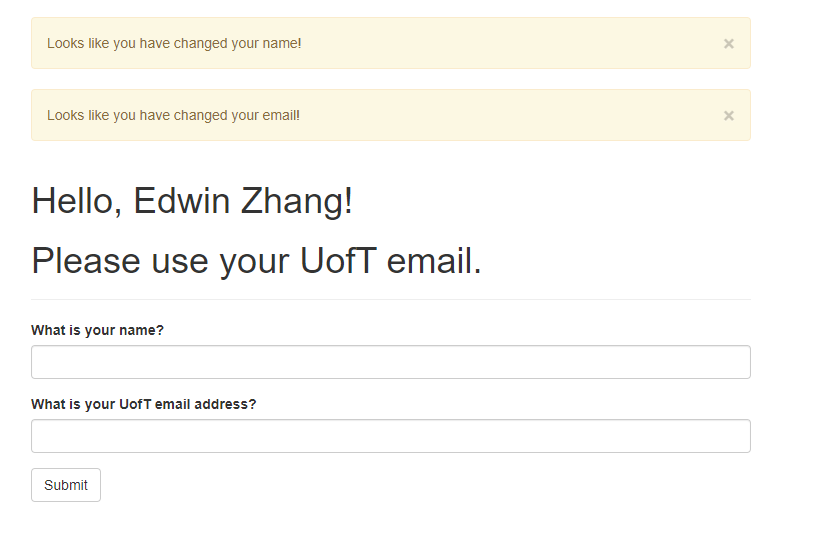 Looks like you have changed your name! ×
Looks like you have changed your email! ×
Hello, Edwin Zhang!
Please use your UofT email.
What is your name?
What is your UofT email address?
Submit